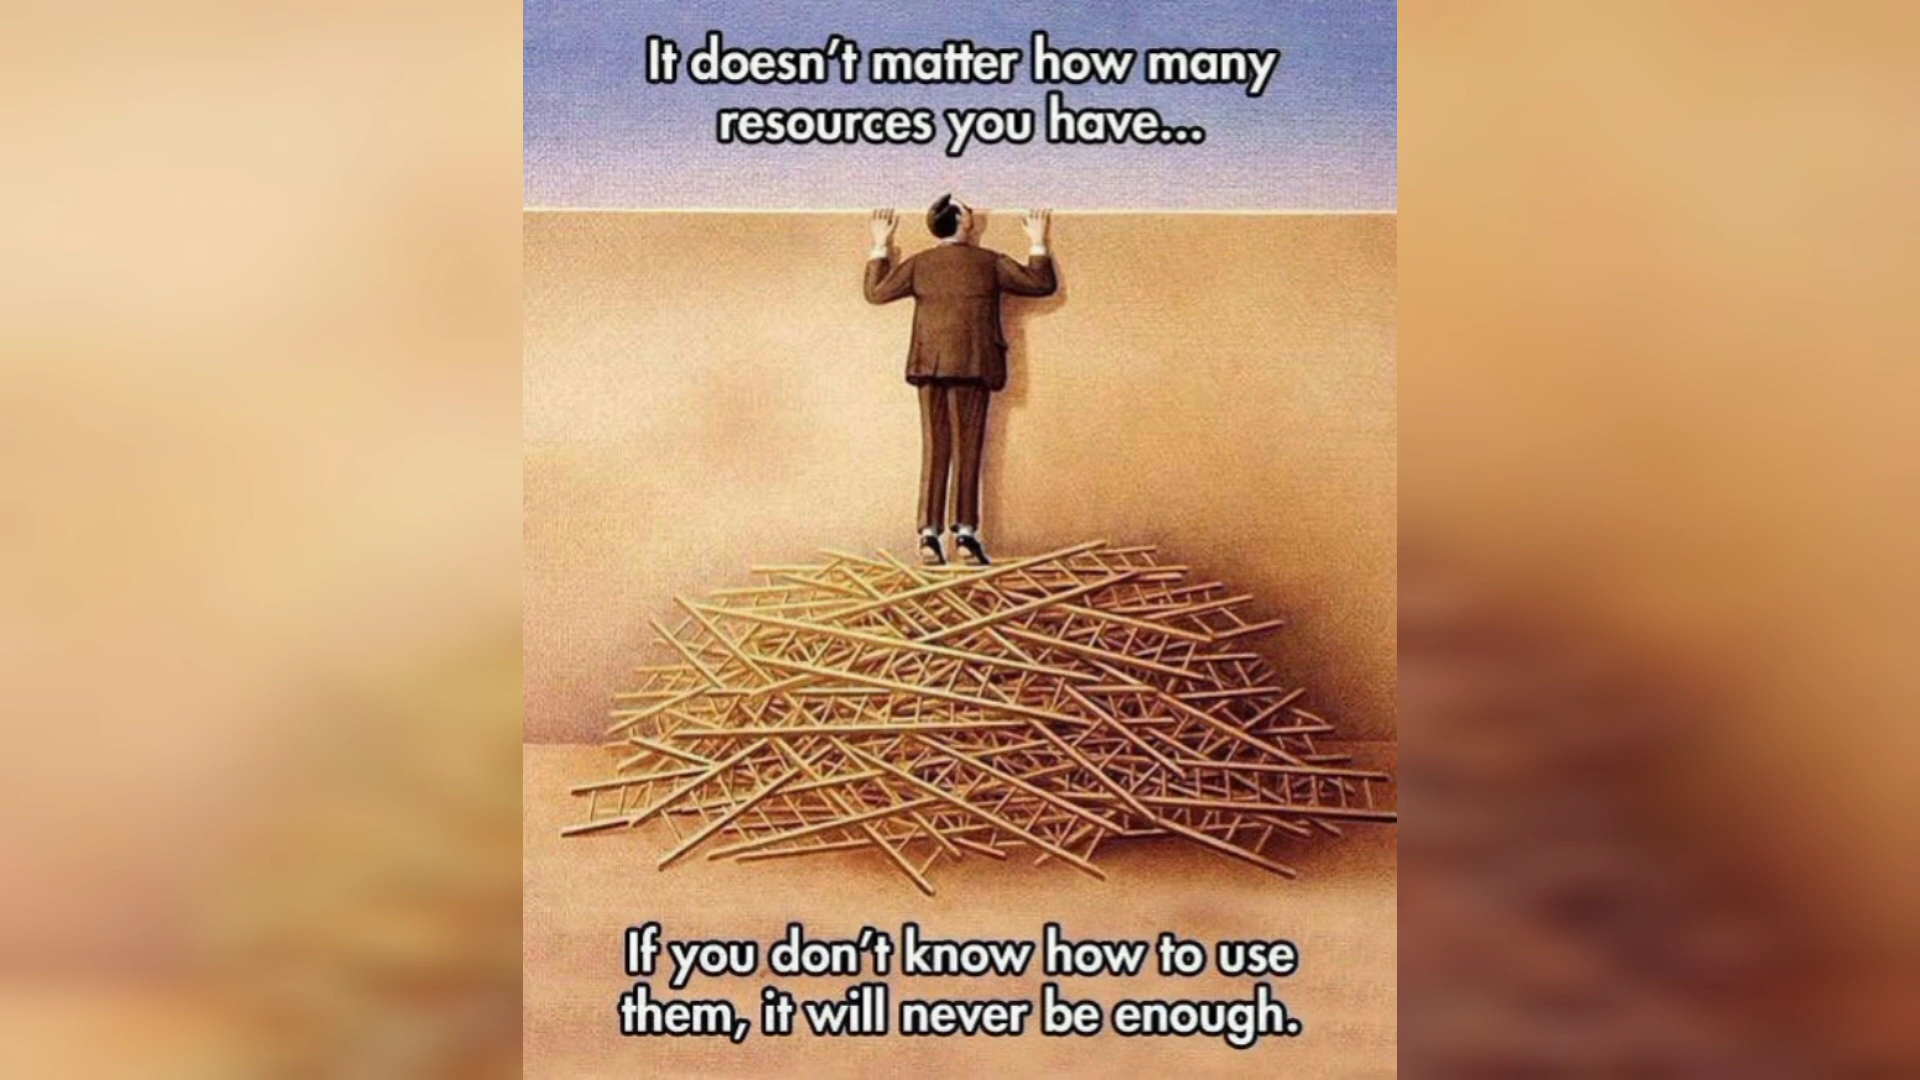 It doesn't matter how many
resources you have...
If you don't know how to use
them, it will never be enough.